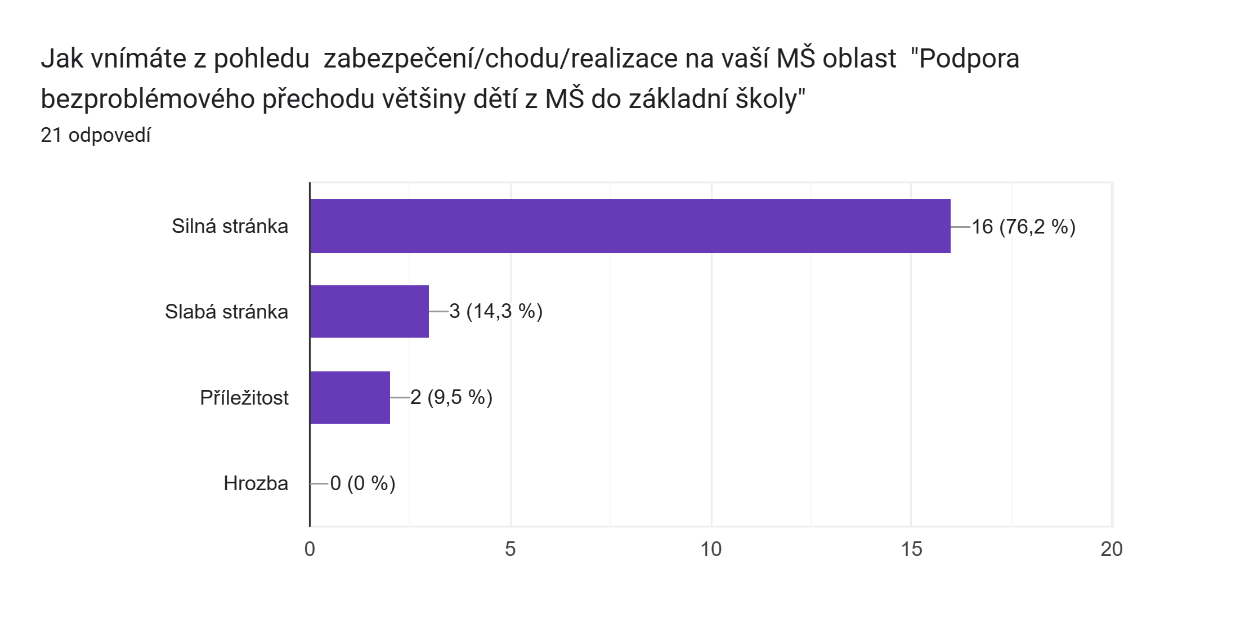 Jak vnímáte z pohledu  zabezpečení/chodu/realizace na vaší MŠ oblast  "Podpora
bezproblémového přechodu většiny dětí z MŠ do základní školy"
21 odpovedí
Silná stránka
16 (76,2 %)
Slabá stránka
3 (14,3 %)
Příležitost
2 (9,5 %)
Hrozba
0 (0 %)
0 5 10 15 20